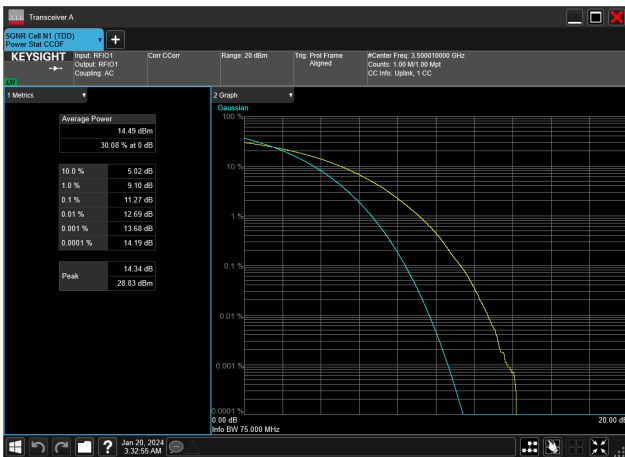 Transceiver A
5GNR Cell N1 (TDD)
Power Stat CCDF
KEYSIGHT
Input: RFIO1
Output: RFIO1
Coupling: AC
Corr CCorr
Range: 20 dBm
Trig: Prot Frame
Aligned
#Center Freq: 3.500010000 GHz
Counts: 1.00 M/1.00 Mpt
CC Info: Uplink, 1 CC
1 Metrics
Average Power
14.49 dBm
30.08 % at 0 dB
10.0 % 5.02 dB
1.0 % 9.10 dB
0.1 % 11.27 dB
0.01 % 12.69 dB
0.001 % 13.68 dB
0.0001 % 14.19 dB
Peak
14.34 dB
28.83 dBm
2 Graph
Gaussian
100 %
10 %
1 %
0.1 %
0.01 %
0.001 %
0.0001 %
0.00 dB
20.00 dB
Info BW 75.000 MHz
Jan 20, 2024
3:32:55 AM